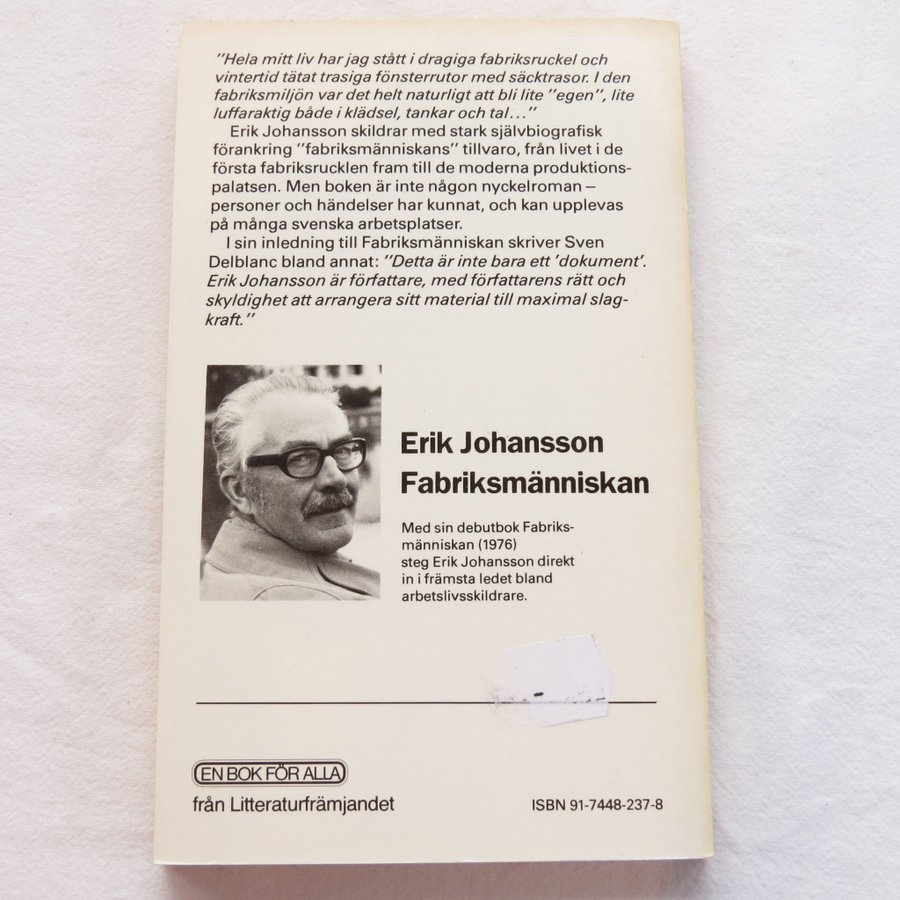 "Hela mitt liv har jag stått i dragiga fabriksruckel och
vintertid tätat trasiga fönsterrutor med säcktrasor. I den
fabriksmiljön var det helt naturligt att bli lite "egen", lite
luffaraktig både i klädsel, tankar och tal..."
Erik Johansson skildrar med stark självbiografisk
förankring "fabriksmänniskans" tillvaro, från livet i de
första fabriksrucklen fram till de moderna produktions-
palatsen. Men boken är inte någon nyckelroman –
personer och händelser har kunnat, och kan upplevas
på många svenska arbetsplatser.
I sin inledning till Fabriksmänniskan skriver Sven
Delblanc bland annat: "Detta är inte bara ett 'dokument'.
Erik Johansson är författare, med författarens rätt och
skyldighet att arrangera sitt material till maximal slag-
kraft."
Erik Johansson
Fabriksmänniskan
Med sin debutbok Fabriks-
människan (1976)
steg Erik Johansson direkt
in i främsta ledet bland
arbetslivsskildrare.
EN BOK FÖR ALLA
från Litteraturfrämjandet
ISBN 91-7448-237-8